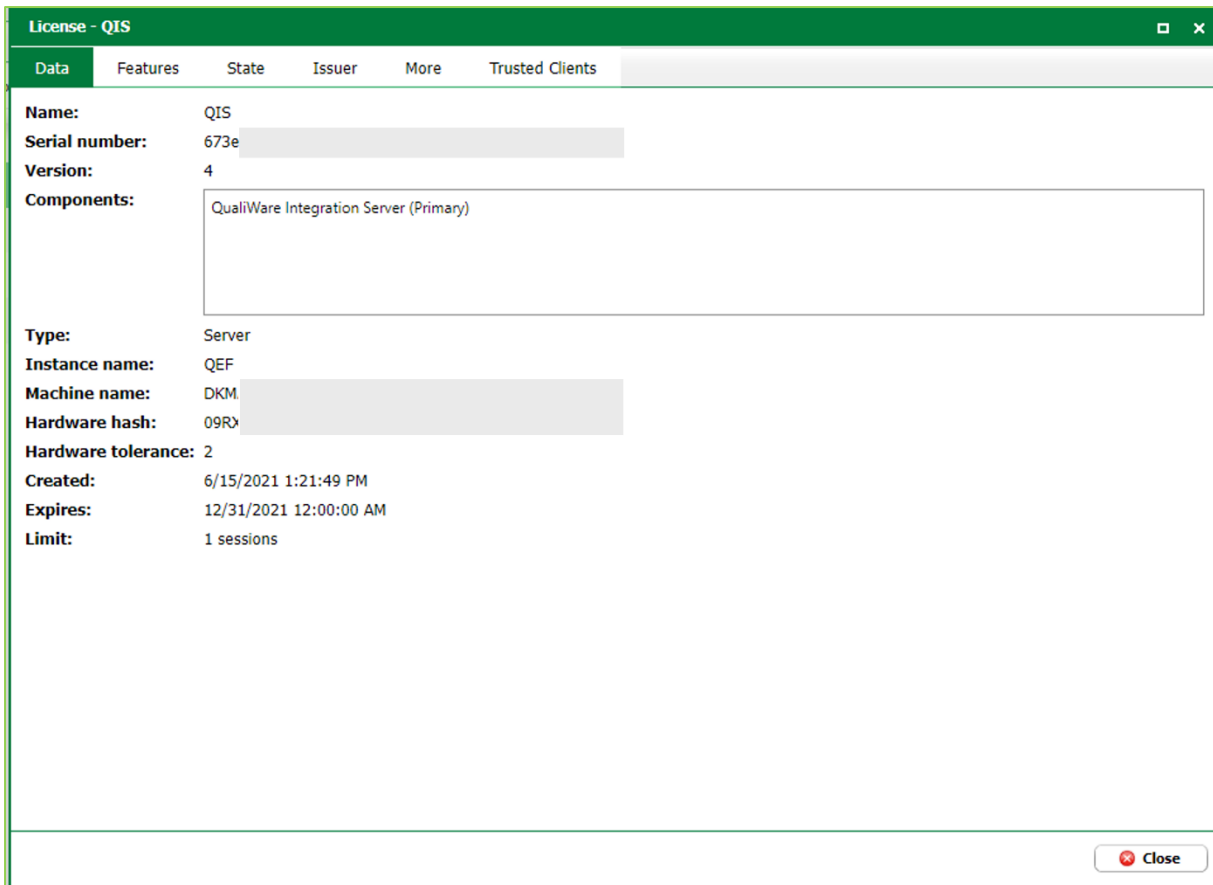 License - QIS
Data Features State Issuer More Trusted Clients
Name: QIS
Serial number: 673e
Version: 4
Components: QualiWare Integration Server (Primary)
Type: Server
Instance name: QEF
Machine name: DKM
Hardware hash: 09RX
Hardware tolerance: 2
Created: 6/15/2021 1:21:49 PM
Expires: 12/31/2021 12:00:00 AM
Limit: 1 sessions
Close